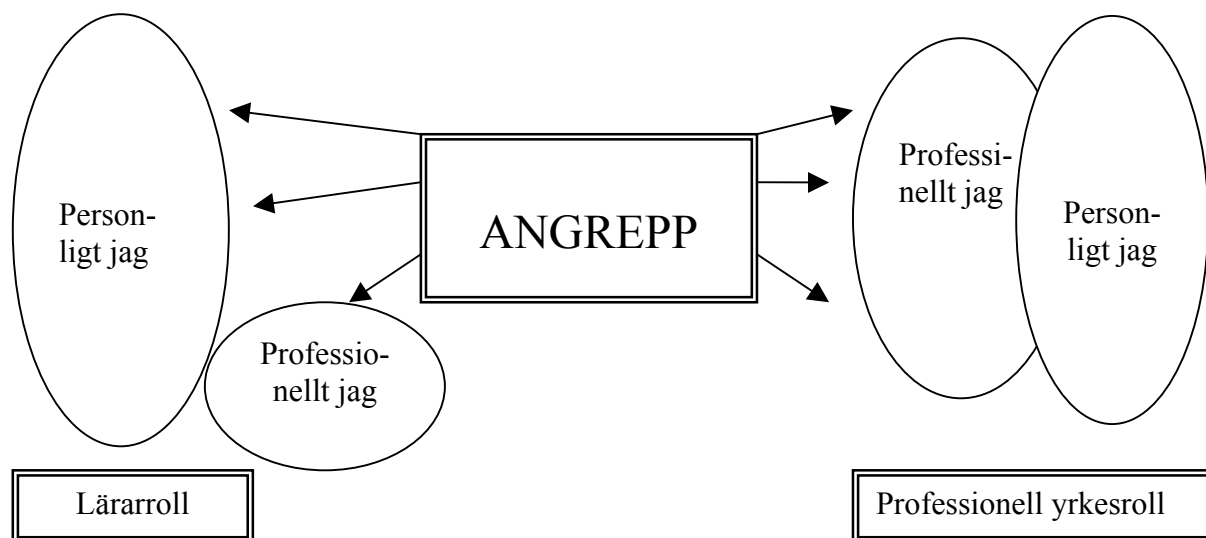 Person-
ligt jag
Professio-
nellt jag
ANGREPP
Professi-
nellt jag
Person-
ligt jag
Lärarroll
Professionell yrkesroll